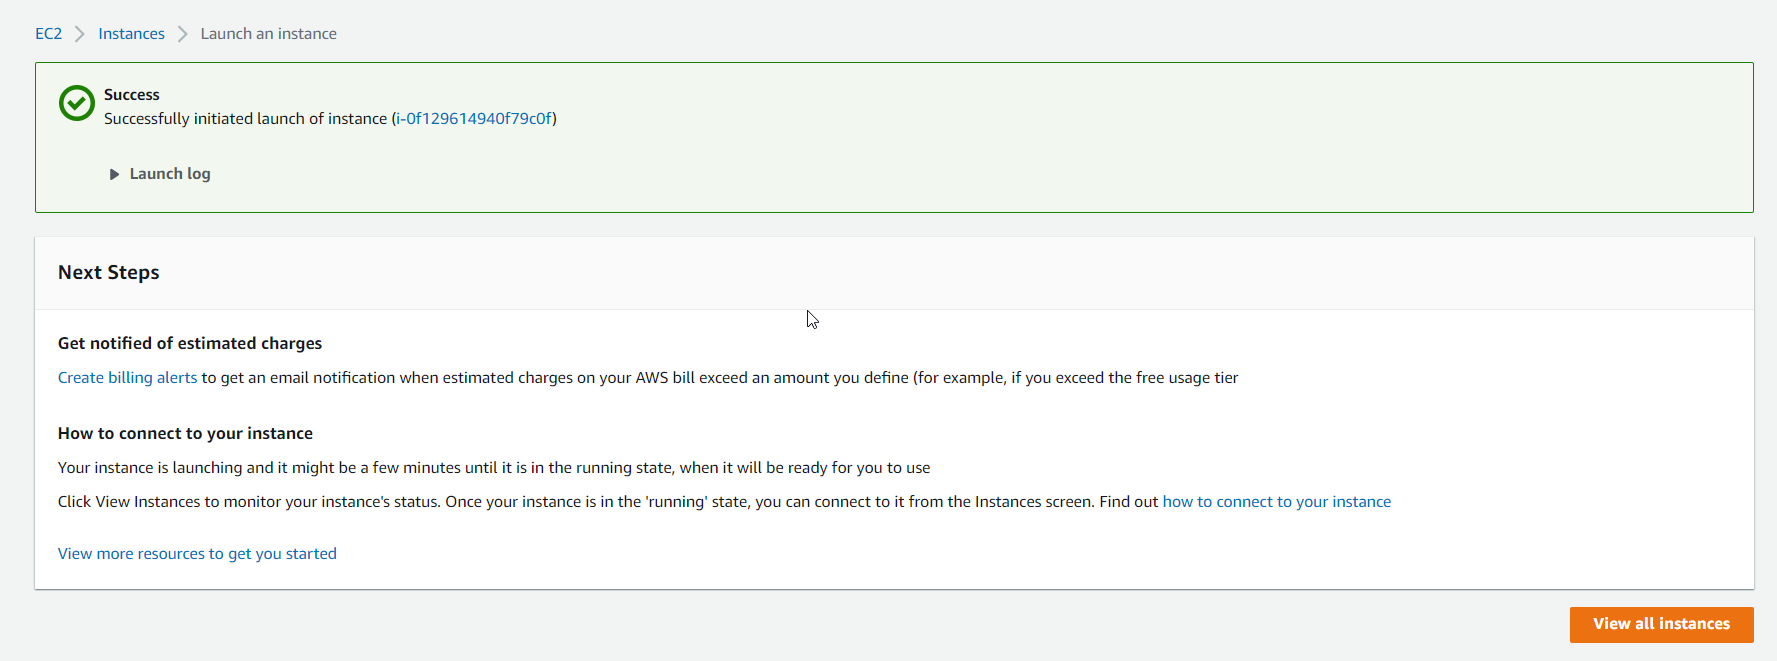 EC2 Instances Launch an instance
Success
Successfully initiated launch of instance (i-0f129614940f79c0f)
Launch log
Next Steps
Get notified of estimated charges
Create billing alerts to get an email notification when estimated charges on your AWS bill exceed an amount you define (for example, if you exceed the free usage tier
How to connect to your instance
Your instance is launching and it might be a few minutes until it is in the running state, when it will be ready for you to use
Click View Instances to monitor your instance's status. Once your instance is in the 'running' state, you can connect to it from the Instances screen. Find out how to connect to your instance
View more resources to get you started
View all instances